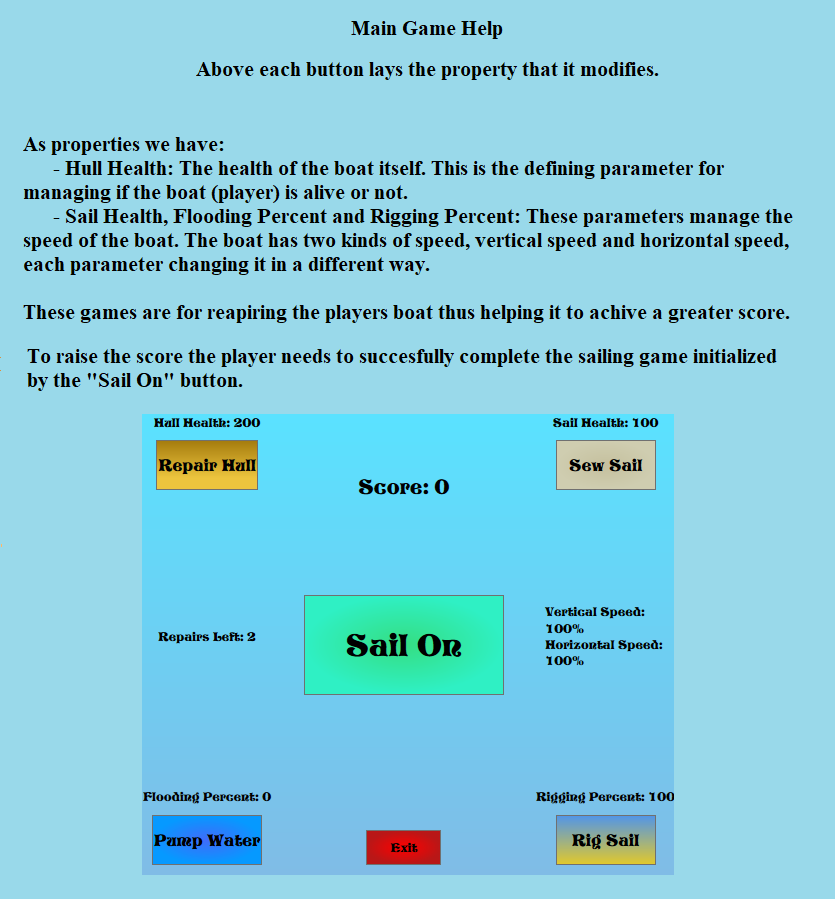 Main Game Help
Above each button lays the property that it modifies.
As properties we have:
- Hull Health: The health of the boat itself. This is the defining parameter for
managing if the boat (player) is alive or not.
- Sail Health, Flooding Percent and Rigging Percent: These parameters manage the
speed of the boat. The boat has two kinds of speed, vertical speed and horizontal speed,
each parameter changing it in a different way.
These games are for reapiring the players boat thus helping it to achive a greater score.
To raise the score the player needs to succesfully complete the sailing game initialized
by the "Sail On" button.
Hull Health: 200
Sail Health: 100
Repair Hull
Sew Sail
Score: 0
Repairs Left: 2
Sail On
Vertical Speed:
100%
Horizontal Speed:
100%
Flooding Percent: 0
Rigging Percent: 100
Pump Water
Exit
Rig Sail